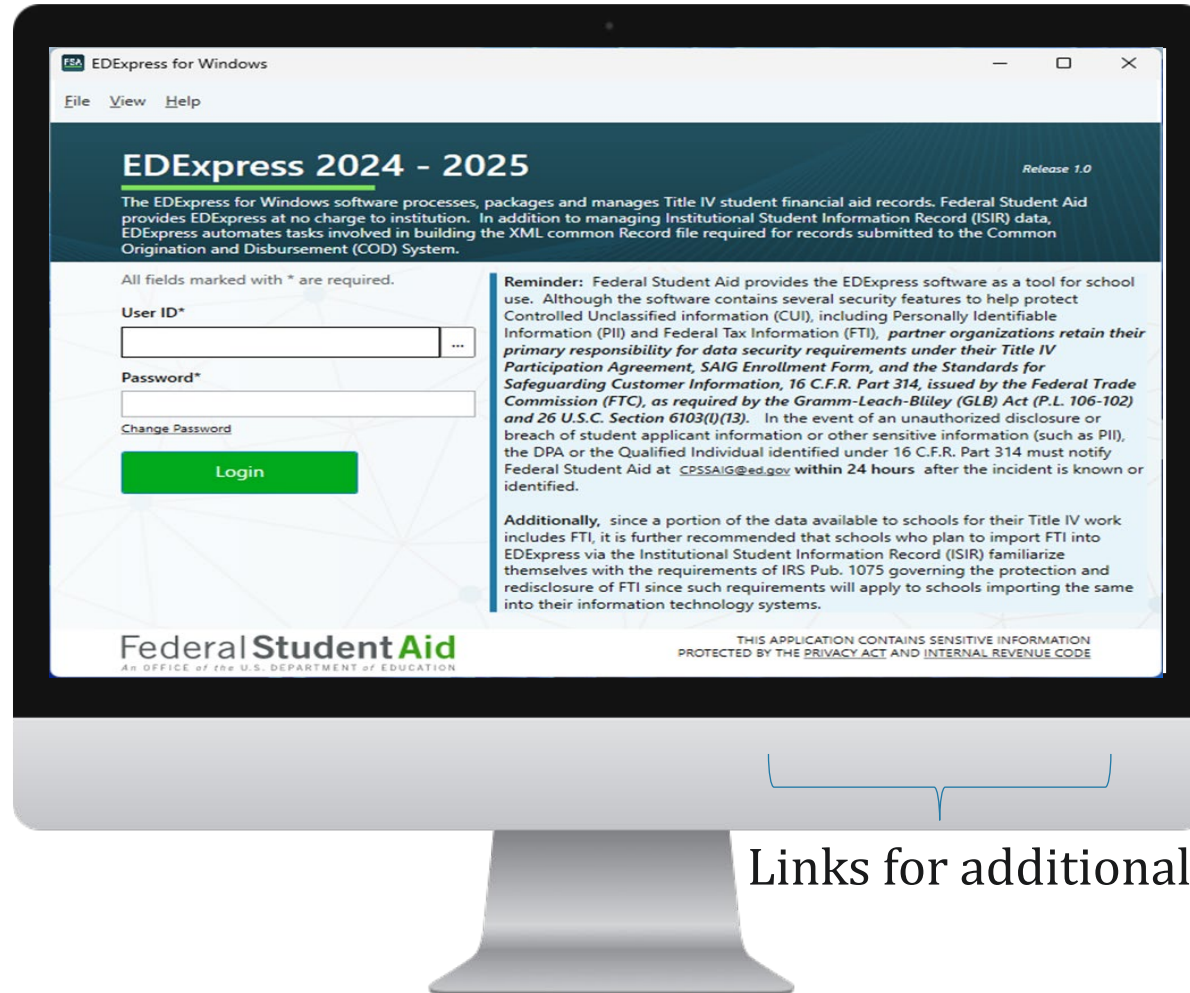 FSA EDExpress for Windows
File View Help
EDExpress 2024 - 2025
Release 1.0
The EDExpress for Windows software processes, packages and manages Title IV student financial aid records. Federal Student Aid
provides EDExpress at no charge to institution. In addition to managing Institutional Student Information Record (ISIR) data,
EDExpress automates tasks involved in building the XML common Record file required for records submitted to the Common
Origination and Disbursement (COD) System.
All fields marked with * are required.
User ID*
...
Password*
Change Password
Login
Reminder: Federal Student Aid provides the EDExpress software as a tool for school
use. Although the software contains several security features to help protect
Controlled Unclassified information (CUI), including Personally Identifiable
Information (PII) and Federal Tax Information (FTI), partner organizations retain their
primary responsibility for data security requirements under their Title IV
Participation Agreement, SAIG Enrollment Form, and the Standards for
Safeguarding Customer Information, 16 C.F.R. Part 314, issued by the Federal Trade
Commission (FTC), as required by the Gramm-Leach-Bliley (GLB) Act (P.L. 106-102)
and 26 U.S.C. Section 6103(l)(13). In the event of an unauthorized disclosure or
breach of student applicant information or other sensitive information (such as PII),
the DPA or the Qualified Individual identified under 16 C.F.R. Part 314 must notify
Federal Student Aid at CPSSAIG@ed.gov within 24 hours after the incident is known or
identified.
Additionally, since a portion of the data available to schools for their Title IV work
includes FTI, it is further recommended that schools who plan to import FTI into
EDExpress via the Institutional Student Information Record (ISIR) familiarize
themselves with the requirements of IRS Pub. 1075 governing the protection and
redisclosure of FTI since such requirements will apply to schools importing the same
into their information technology systems.
Federal Student Aid
An OFFICE of the U.S. DEPARTMENT of EDUCATION
THIS APPLICATION CONTAINS SENSITIVE INFORMATION
PROTECTED BY THE PRIVACY ACT AND INTERNAL REVENUE CODE
Links for additional